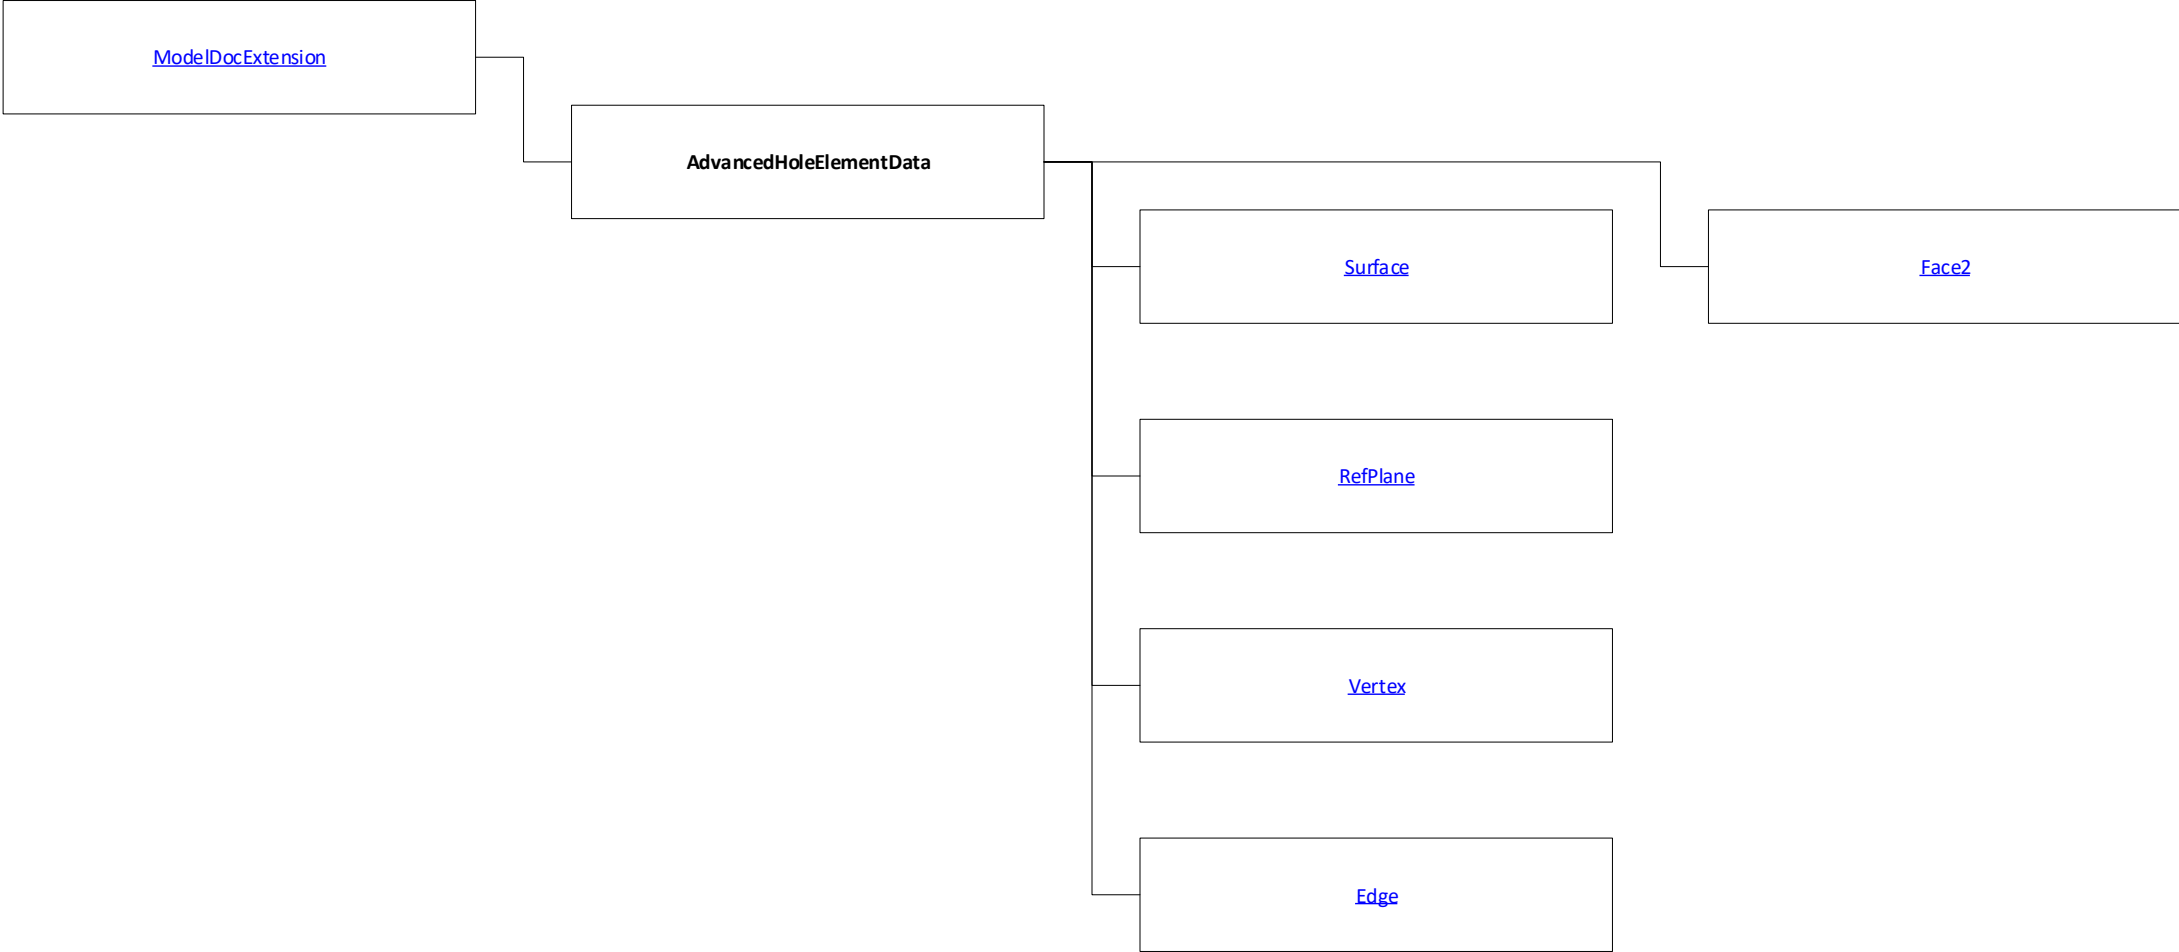 ModelDocExtension
AdvancedHoleElementData
Surface
Face2
RefPlane
Vertex
Edge